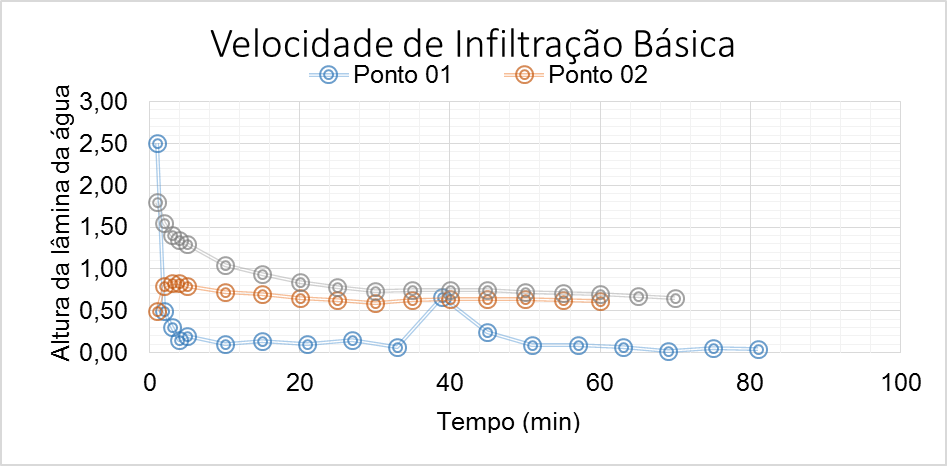 Velocidade de Infiltração Básica
Ponto 01
Ponto 02
Altura da lâmina da água
3,00
2,50
2,00
1,50
1,00
0,50
0,00
0
20
40
60
80
100
Tempo (min)